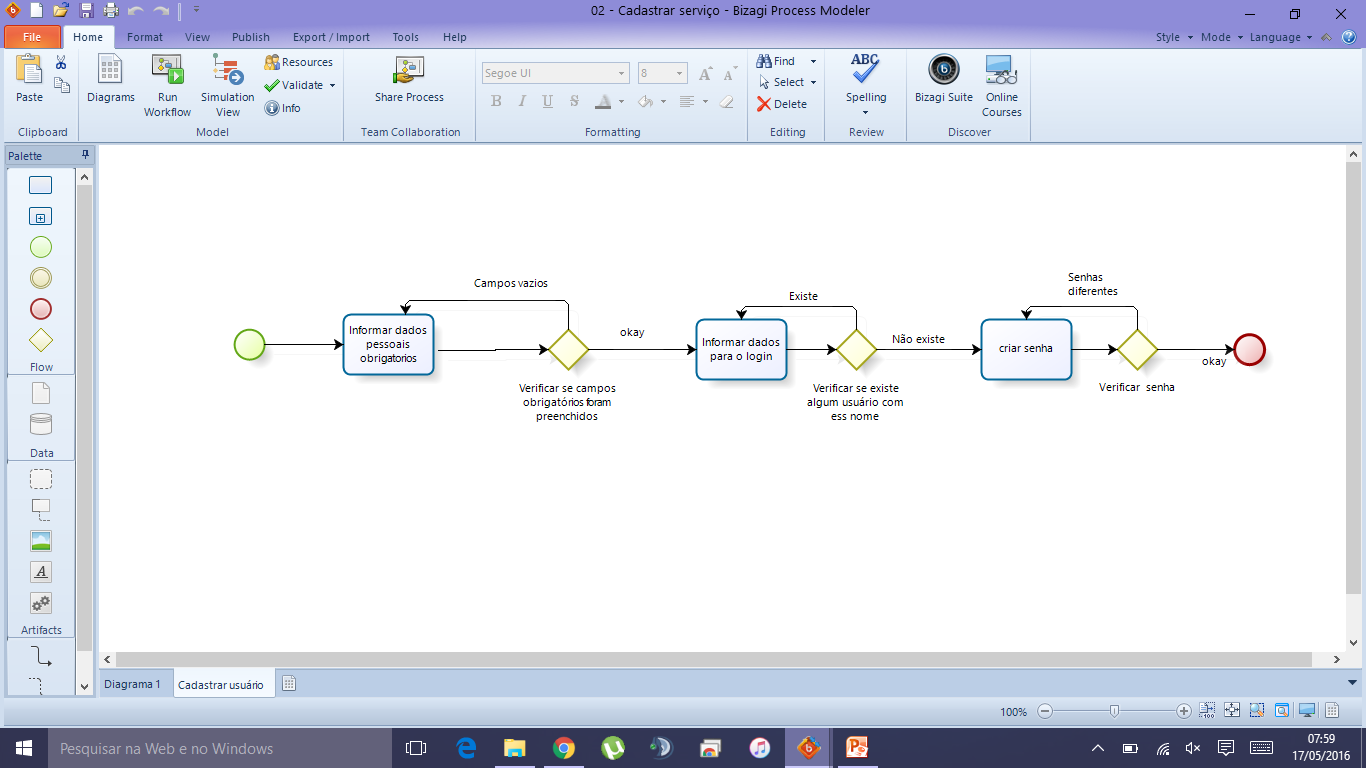 02 - Cadastrar serviço - Bizagi Process Modeler
File Home Format View Publish Export / Import Tools Help Style Mode Language
Paste
Diagrams
Run
Workflow
Simulation
View
Resources
Validate
Info
Share Process
Segoe UI 8
B I U S A
Find
Select
Delete
ABC
Spelling
Bizagi Suite
Online
Courses
Clipboard Model Team Collaboration Formatting Editing Review Discover
Palette
Flow
Data
A
Artifacts
Campos vazios
Informar dados
pessoais
obrigatorios
Verificar se campos
obrigatórios foram
preenchidos
okay
Existe
Informar dados
para o login
Verificar se existe
algum usuário com
ess nome
Não existe
Senhas
diferentes
criar senha
Verificar senha
okay
Diagrama 1 Cadastrar usuário
100%
Pesquisar na Web e no Windows
07:59
17/05/2016